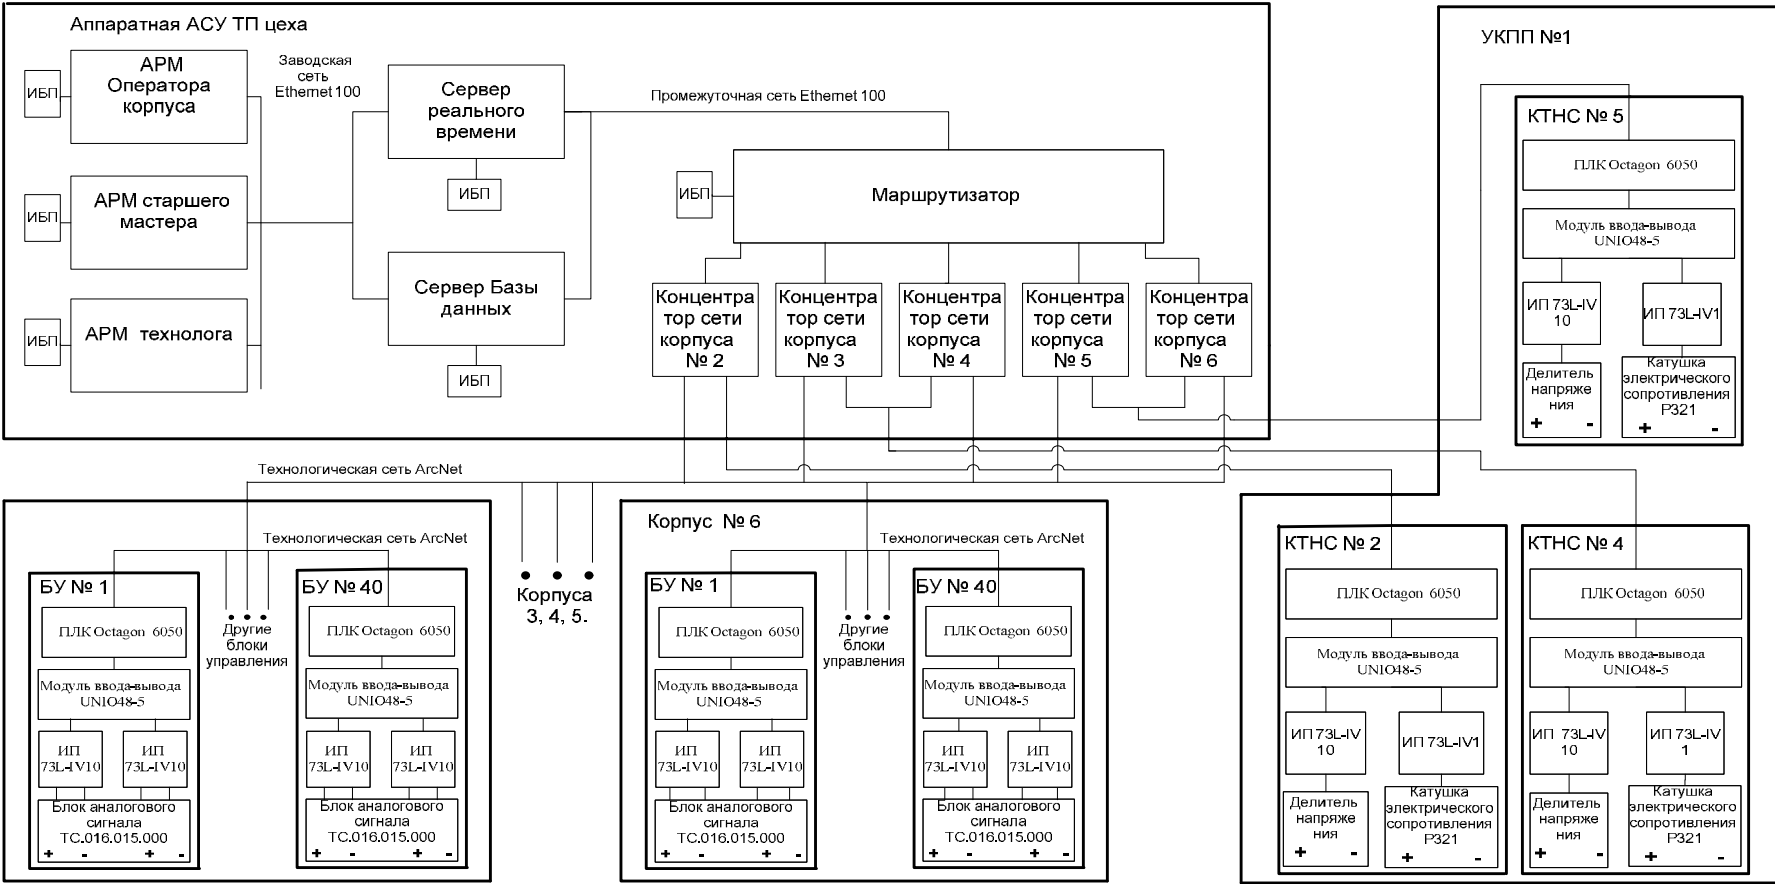 Аппаратная АСУ ТП цеха
ИБП
АРМ
Оператора
корпуса
Заводская
сеть
Ethernet 100
Сервер
реального
времени
ИБП
Промежуточная сеть Ethernet 100
ИБП
АРМ старшего
мастера
ИБП
Маршрутизатор
ИБП
АРМ технолога
Сервер Базы
данных
ИБП
Концентра
тор сети
корпуса
№ 2
Концентра
тор сети
корпуса
№ 3
Концентра
тор сети
корпуса
№ 4
Концентра
тор сети
корпуса
№ 5
Концентра
тор сети
корпуса
№ 6
УКПП №1
КТНС № 5
ПЛК Octagon 6050
Модуль ввода-вывода
UNIO48-5
ИП 73L-IV
10
ИП 73L-IV1
Делитель
напряже
ния
+ -
Катушка
электрического
сопротивления
Р321
+ -
Технологическая сеть ArcNet
Технологическая сеть ArcNet
БУ № 1
ПЛК Octagon 6050
Модуль ввода-вывода
UNIO48-5
ИП
73L-IV10
ИП
73L-IV10
Блок аналогового
сигнала
ТС.016.015.000
+ - + -
Другие
блоки
управления
БУ № 40
ПЛК Octagon 6050
Модуль ввода-вывода
UNIO48-5
ИП
73L-IV10
ИП
73L-IV10
Блок аналогового
сигнала
ТС.016.015.000
+ - + -
Корпуса
3, 4, 5.
Корпус № 6
Технологическая сеть ArcNet
БУ № 1
ПЛК Octagon 6050
Модуль ввода-вывода
UNIO48-5
ИП
73L-IV10
ИП
73L-IV10
Блок аналогового
сигнала
ТС.016.015.000
+ - + -
Другие
блоки
управления
БУ № 40
ПЛК Octagon 6050
Модуль ввода-вывода
UNIO48-5
ИП
73L-IV10
ИП
73L-IV10
Блок аналогового
сигнала
ТС.016.015.000
+ - + -
КТНС № 2
ПЛК Octagon 6050
Модуль ввода-вывода
UNIO48-5
ИП 73L-IV
10
ИП 73L-IV1
Делитель
напряже
ния
+ -
Катушка
электрического
сопротивления
Р321
+ -
КТНС № 4
ПЛК Octagon 6050
Модуль ввода-вывода
UNIO48-5
ИП 73L-IV
10
ИП 73L-IV
1
Делитель
напряже
ния
+ -
Катушка
электрического
сопротивления
Р321
+ -